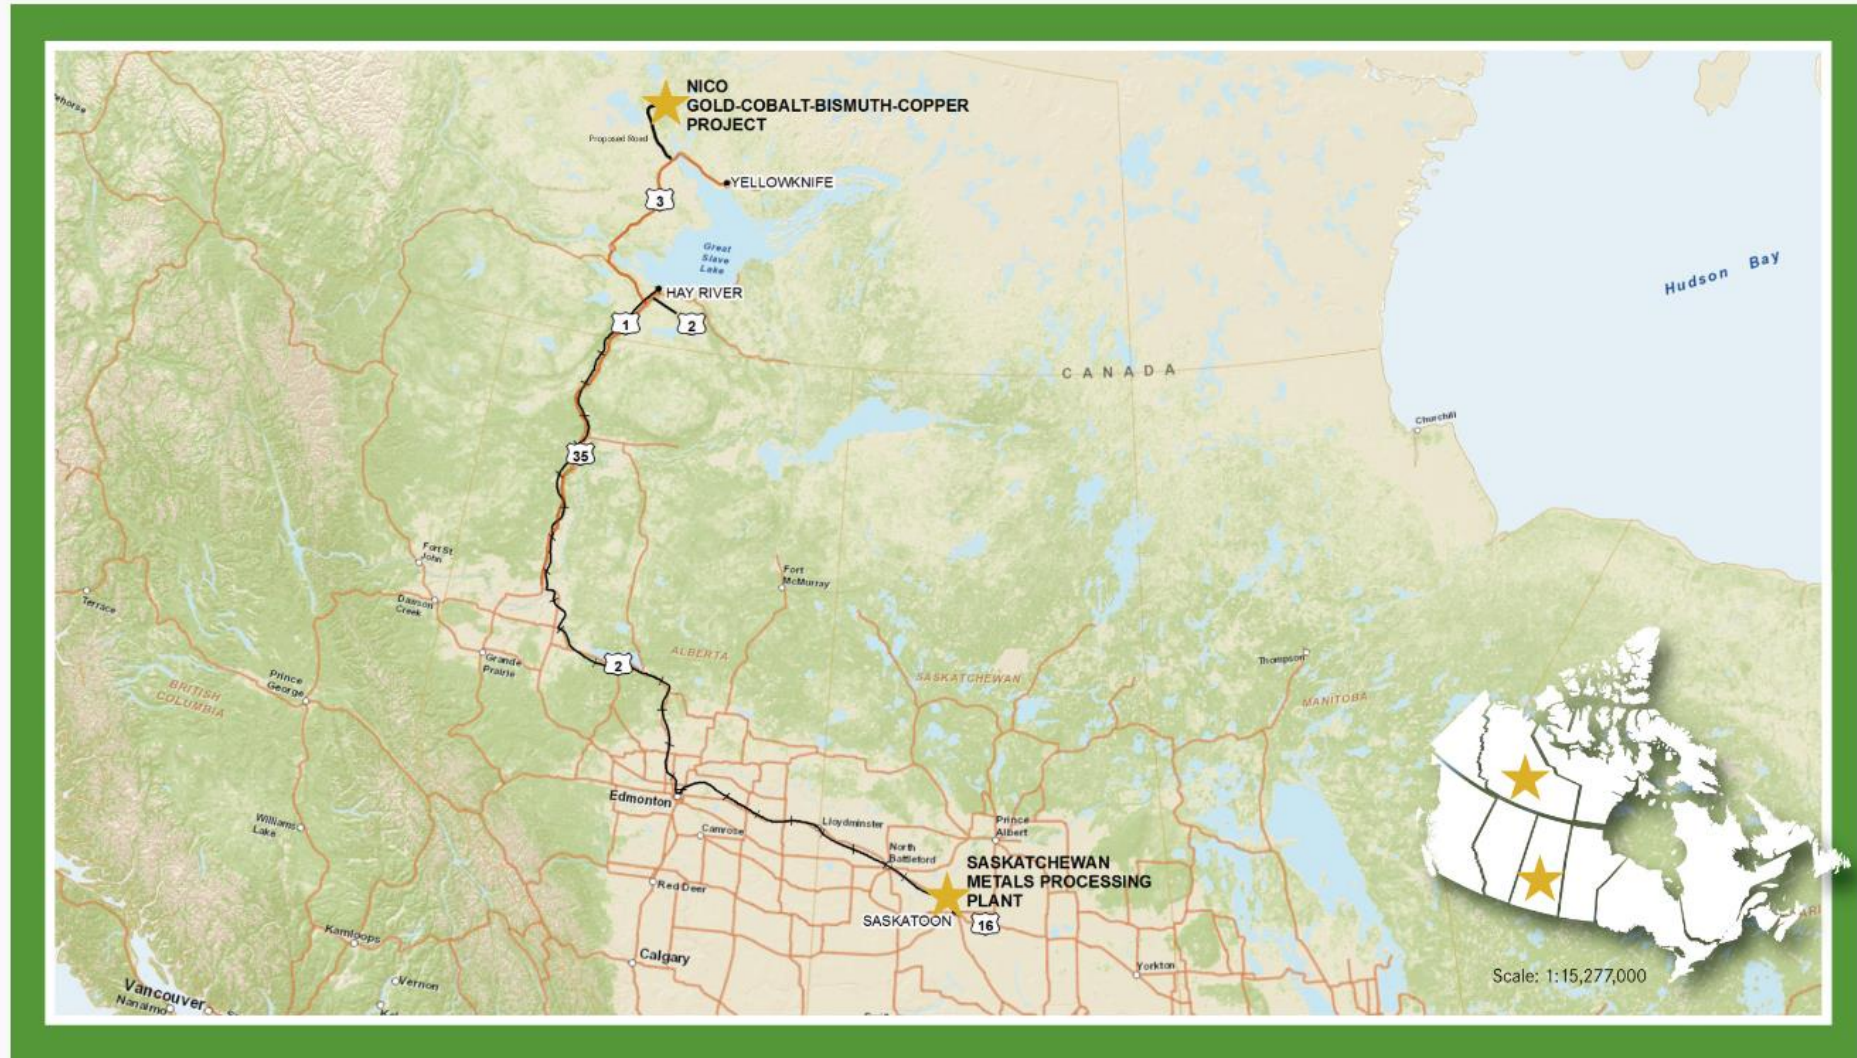 NICO
GOLD-COBALT-BISMUTH-COPPER
PROJECT
Proposed Road
YELLOWKNIFE
3
Great
Slave
Lake
Hudson Bay
HAY RIVER
1
2
CANADA
Churchill
35
Fort St
John
Fort
McMurray
Dawson
Creek
Terrace
2
ALBERTA
Grande
Prairie
Thompson
SASKATCHEWAN
MANITOBA
Prince
George
BRITISH
COLUMBIA
Edmonton
Williams
Lake
Camrose
Lloydminster
Prince
Albert
North
Battleford
SASKATCHEWAN
METALS PROCESSING
PLANT
Red Deer
SASKATOON
16
Kamloops
Calgary
Yorkton
Scale: 1:15,277,000
Vernon
Vancouver
Nanaimo